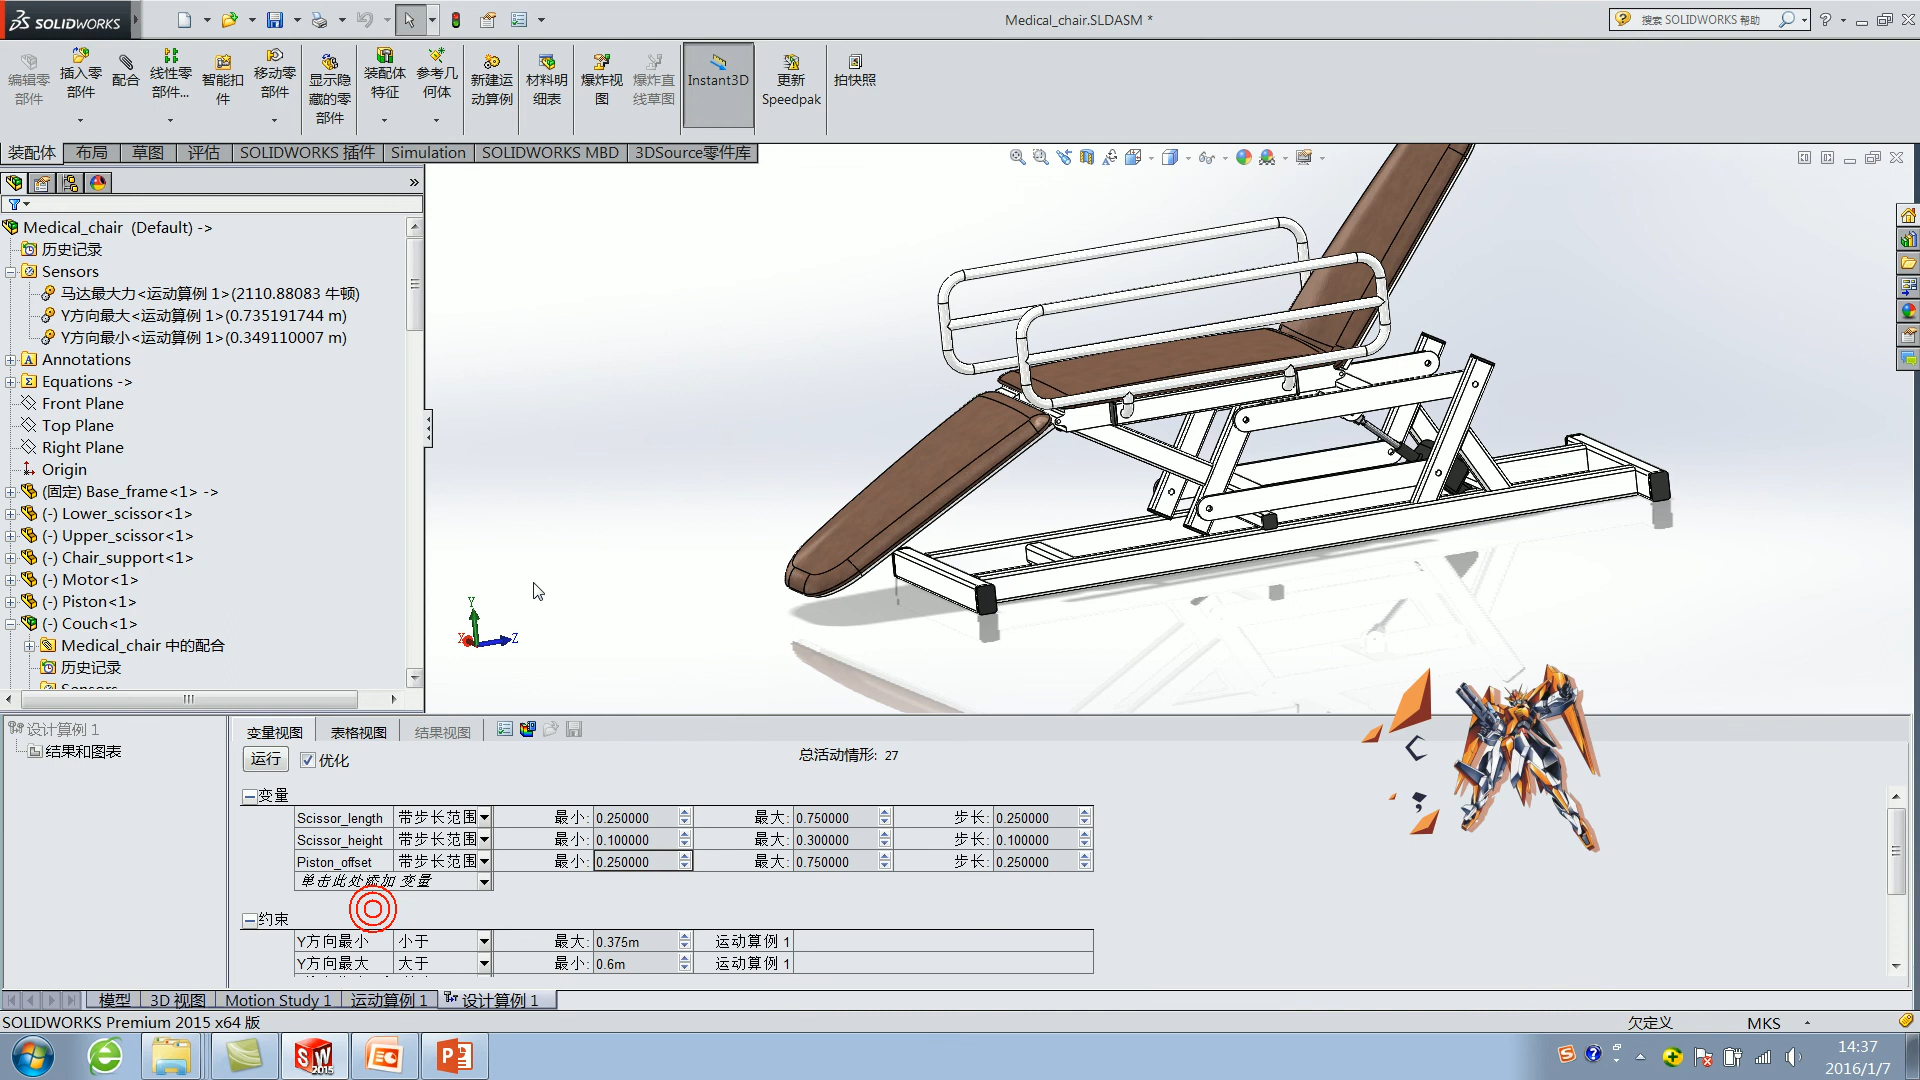 SOLIDWORKS
Medical_chair.SLDASM *
搜索 SOLIDWORKS 帮助
编辑零部件
插入零部件
配合
线性零部件...
智能扣件
移动零部件
显示隐藏的零部件
装配体特征
参考几何体
新建运动算例
材料明细表
爆炸视图
爆炸直线草图
Instant3D
更新 Speedpak
拍快照
装配体 布局 草图 评估 SOLIDWORKS 插件 Simulation SOLIDWORKS MBD 3DSource零件库
Medical_chair (Default) ->
历史记录
Sensors
马达最大力<运动算例 1>(2110.88083 牛顿)
Y方向最大<运动算例 1>(0.735191744 m)
Y方向最小<运动算例 1>(0.349110007 m)
Annotations
Equations ->
Front Plane
Top Plane
Right Plane
Origin
(固定) Base_frame<1> ->
(-) Lower_scissor<1>
(-) Upper_scissor<1>
(-) Chair_support<1>
(-) Motor<1>
(-) Piston<1>
(-) Couch<1>
Medical_chair 中的配合
历史记录
Sensors
Y
X
Z
设计算例 1
结果和图表
变量视图 表格视图 结果视图
运行 优化
总活动情形: 27
变量
Scissor_length 带步长范围 最小: 0.250000 最大: 0.750000 步长: 0.250000
Scissor_height 带步长范围 最小: 0.100000 最大: 0.300000 步长: 0.100000
Piston_offset 带步长范围 最小: 0.250000 最大: 0.750000 步长: 0.250000
单击此处添加 变量
约束
Y方向最小 小于 最大: 0.375m 运动算例 1
Y方向最大 大于 最小: 0.6m 运动算例 1
模型 3D 视图 Motion Study 1 运动算例 1 设计算例 1
SOLIDWORKS Premium 2015 x64 版
欠定义 MKS
14:37
2016/1/7